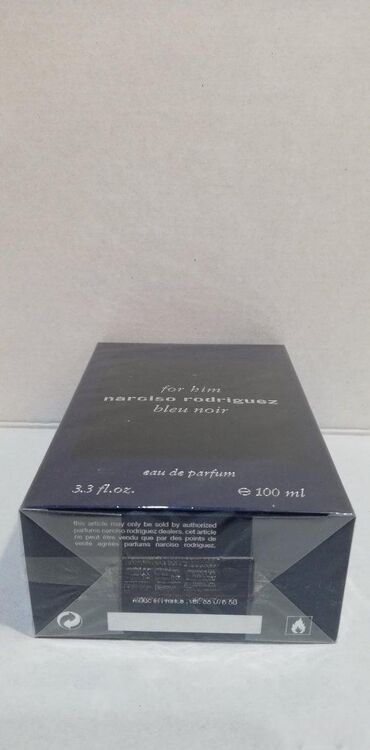 for him
narciso rodriguez
bleu noir
eau de parfum
3.3 fl.oz. ℮ 100 ml
this article may only be sold by authorized
parfums narciso rodriguez dealers. cet article
ne peut être vendu que par des points de
vente agréés parfums narciso rodriguez.